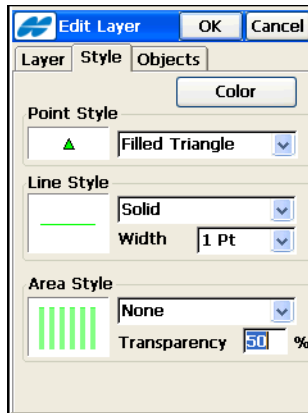 Edit Layer OK Cancel
Layer Style Objects
Color
Point Style
Filled Triangle
Line Style
Solid
Width 1 Pt
Area Style
None
Transparency 50 %